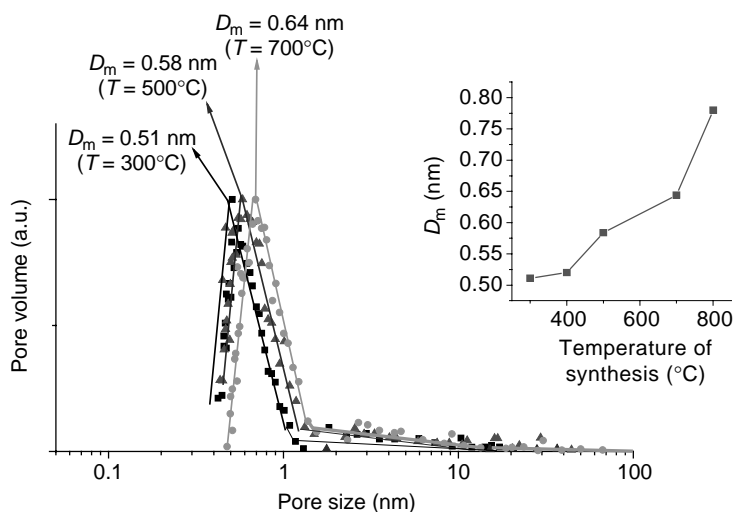 D_m = 0.64 nm
(T = 700°C)
D_m = 0.58 nm
(T = 500°C)
D_m = 0.51 nm
(T = 300°C)
Pore volume (a.u.)
0.1
1
10
100
Pore size (nm)
0.80
0.75
0.70
0.65
0.60
0.55
0.50
D_m (nm)
400
600
800
Temperature of
synthesis (°C)